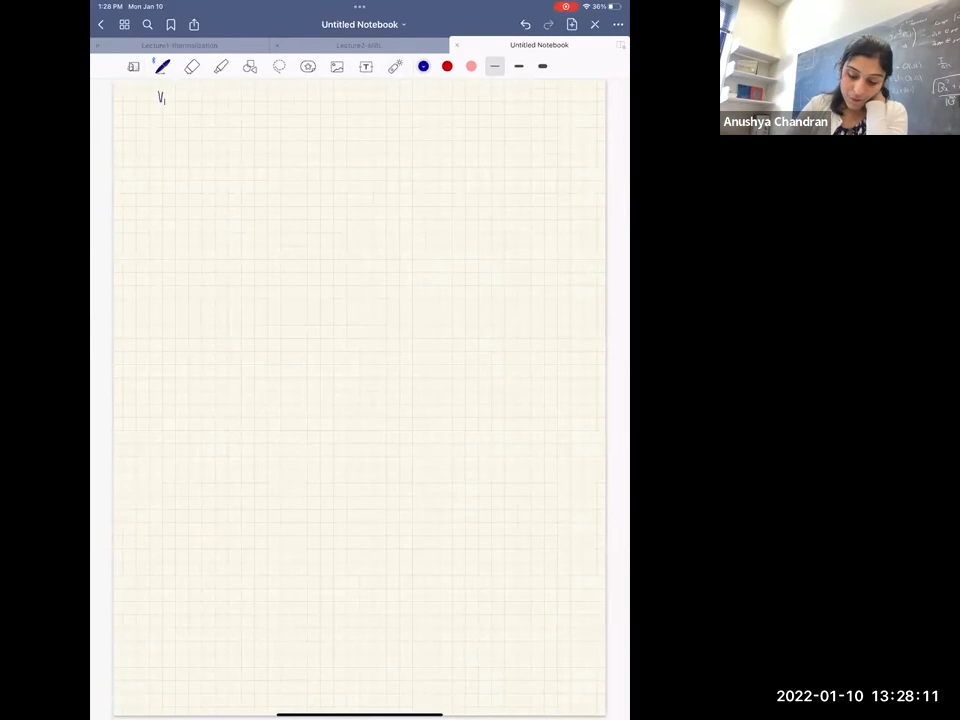 1:28 PM Mon Jan 10
36%
Untitled Notebook
Lecture1-thermalization
Lecture2-MBL
Untitled Notebook
V1
Anushya Chandran
2022-01-10 13:28:11